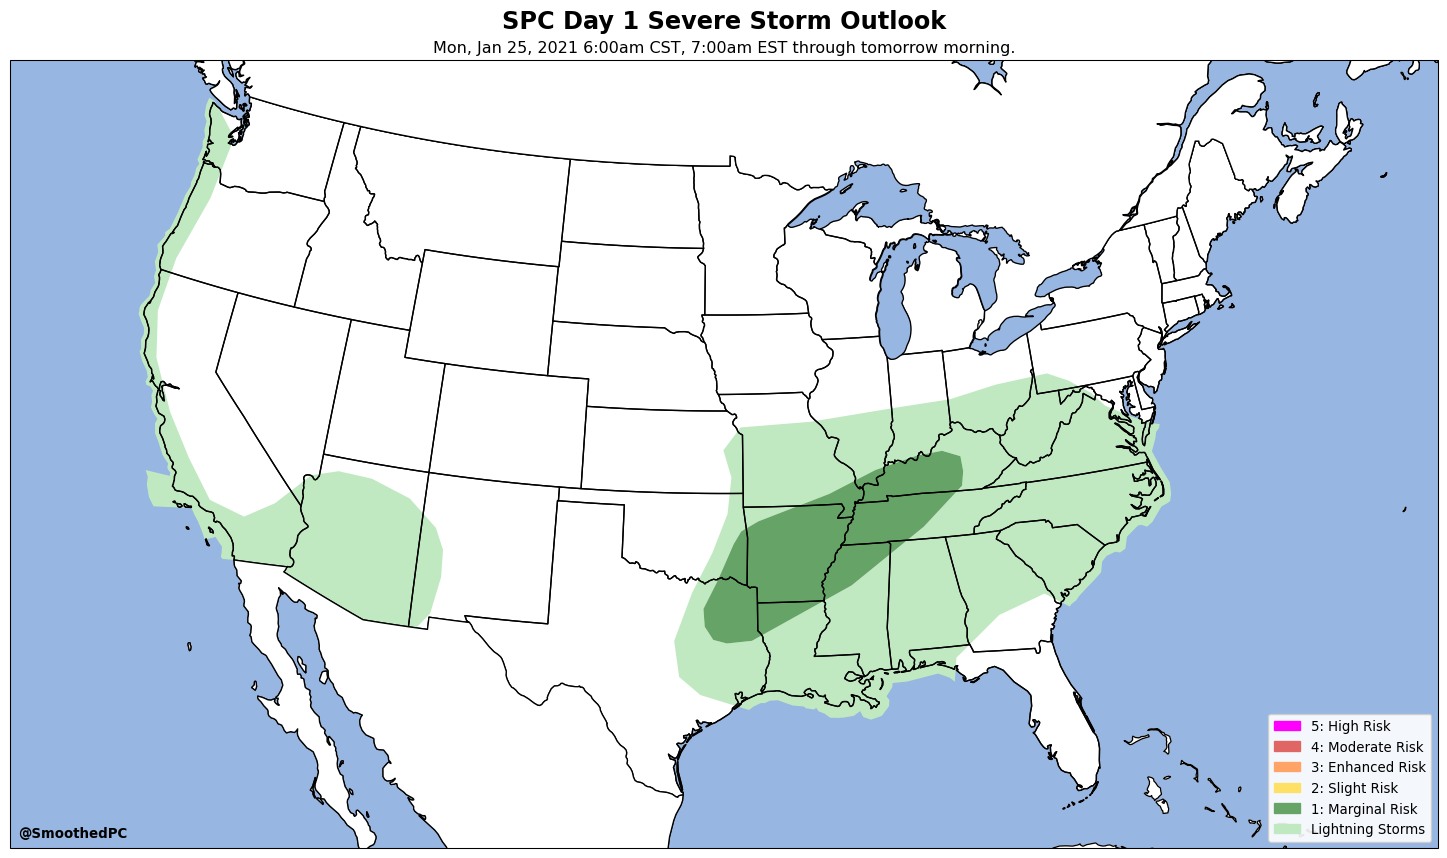 SPC Day 1 Severe Storm Outlook
Mon, Jan 25, 2021 6:00am CST, 7:00am EST through tomorrow morning.
5: High Risk
4: Moderate Risk
3: Enhanced Risk
2: Slight Risk
1: Marginal Risk
Lightning Storms
@SmoothedPC